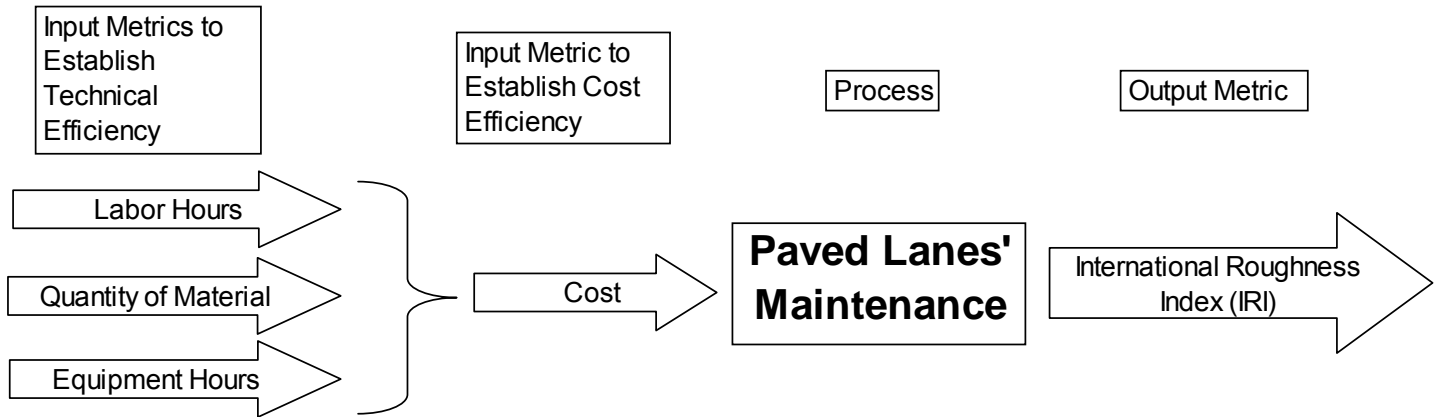 Input Metrics to
Establish
Technical
Efficiency
Input Metric to
Establish Cost
Efficiency
Process
Output Metric
Labor Hours
Quantity of Material
Equipment Hours
Cost
Paved Lanes'
Maintenance
International Roughness
Index (IRI)